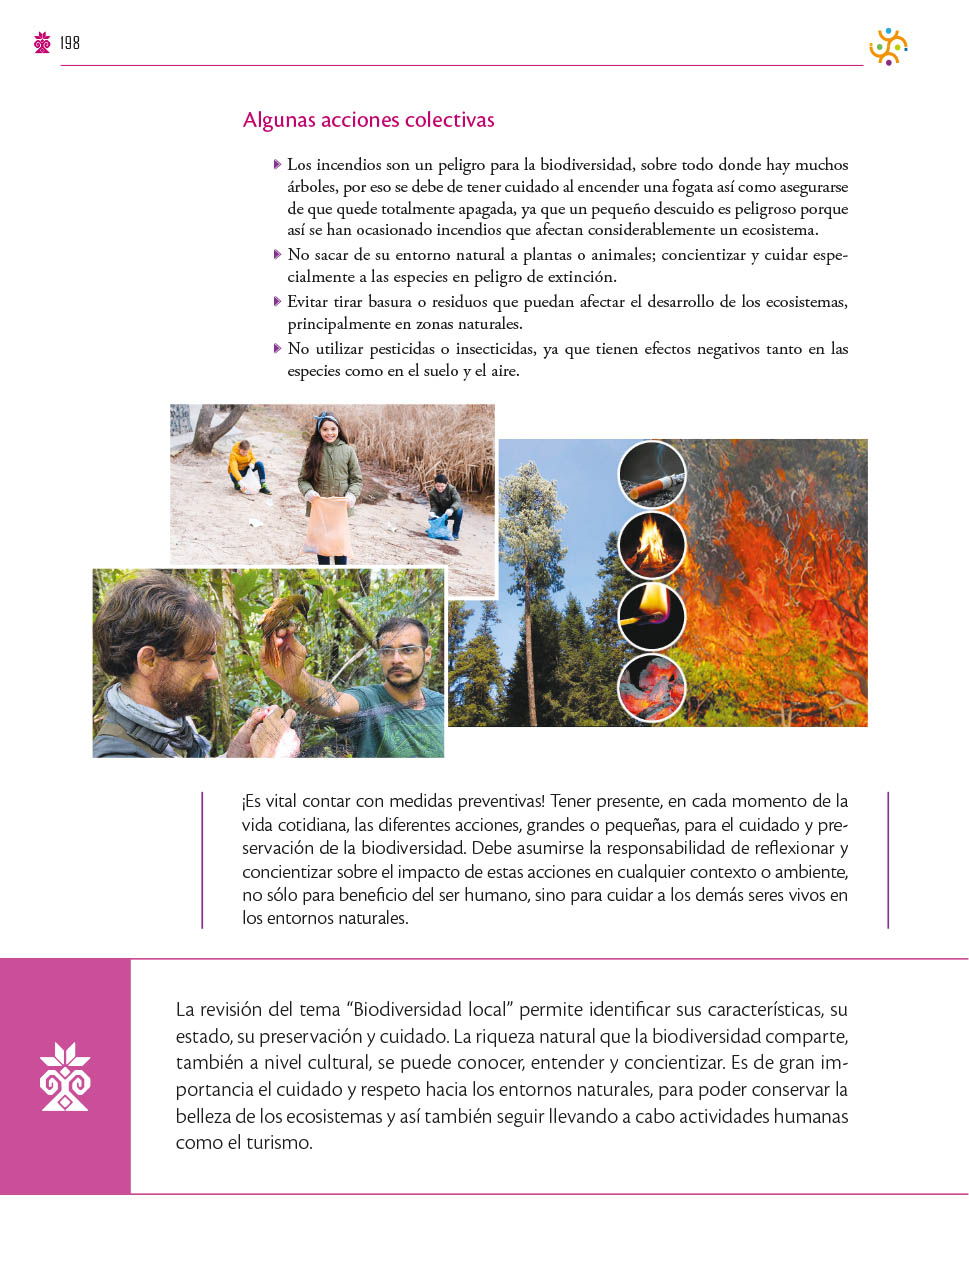 198
Algunas acciones colectivas
Los incendios son un peligro para la biodiversidad, sobre todo donde hay muchos
árboles, por eso se debe de tener cuidado al encender una fogata así como asegurarse
de que quede totalmente apagada, ya que un pequeño descuido es peligroso porque
así se han ocasionado incendios que afectan considerablemente un ecosistema.
No sacar de su entorno natural a plantas o animales; concientizar y cuidar espe-
cialmente a las especies en peligro de extinción.
Evitar tirar basura o residuos que puedan afectar el desarrollo de los ecosistemas,
principalmente en zonas naturales.
No utilizar pesticidas o insecticidas, ya que tienen efectos negativos tanto en las
especies como en el suelo y el aire.
¡Es vital contar con medidas preventivas! Tener presente, en cada momento de la
vida cotidiana, las diferentes acciones, grandes o pequeñas, para el cuidado y pre-
servación de la biodiversidad. Debe asumirse la responsabilidad de reflexionar y
concientizar sobre el impacto de estas acciones en cualquier contexto o ambiente,
no sólo para beneficio del ser humano, sino para cuidar a los demás seres vivos en
los entornos naturales.
La revisión del tema “Biodiversidad local” permite identificar sus características, su
estado, su preservación y cuidado. La riqueza natural que la biodiversidad comparte,
también a nivel cultural, se puede conocer, entender y concientizar. Es de gran im-
portancia el cuidado y respeto hacia los entornos naturales, para poder conservar la
belleza de los ecosistemas y así también seguir llevando a cabo actividades humanas
como el turismo.